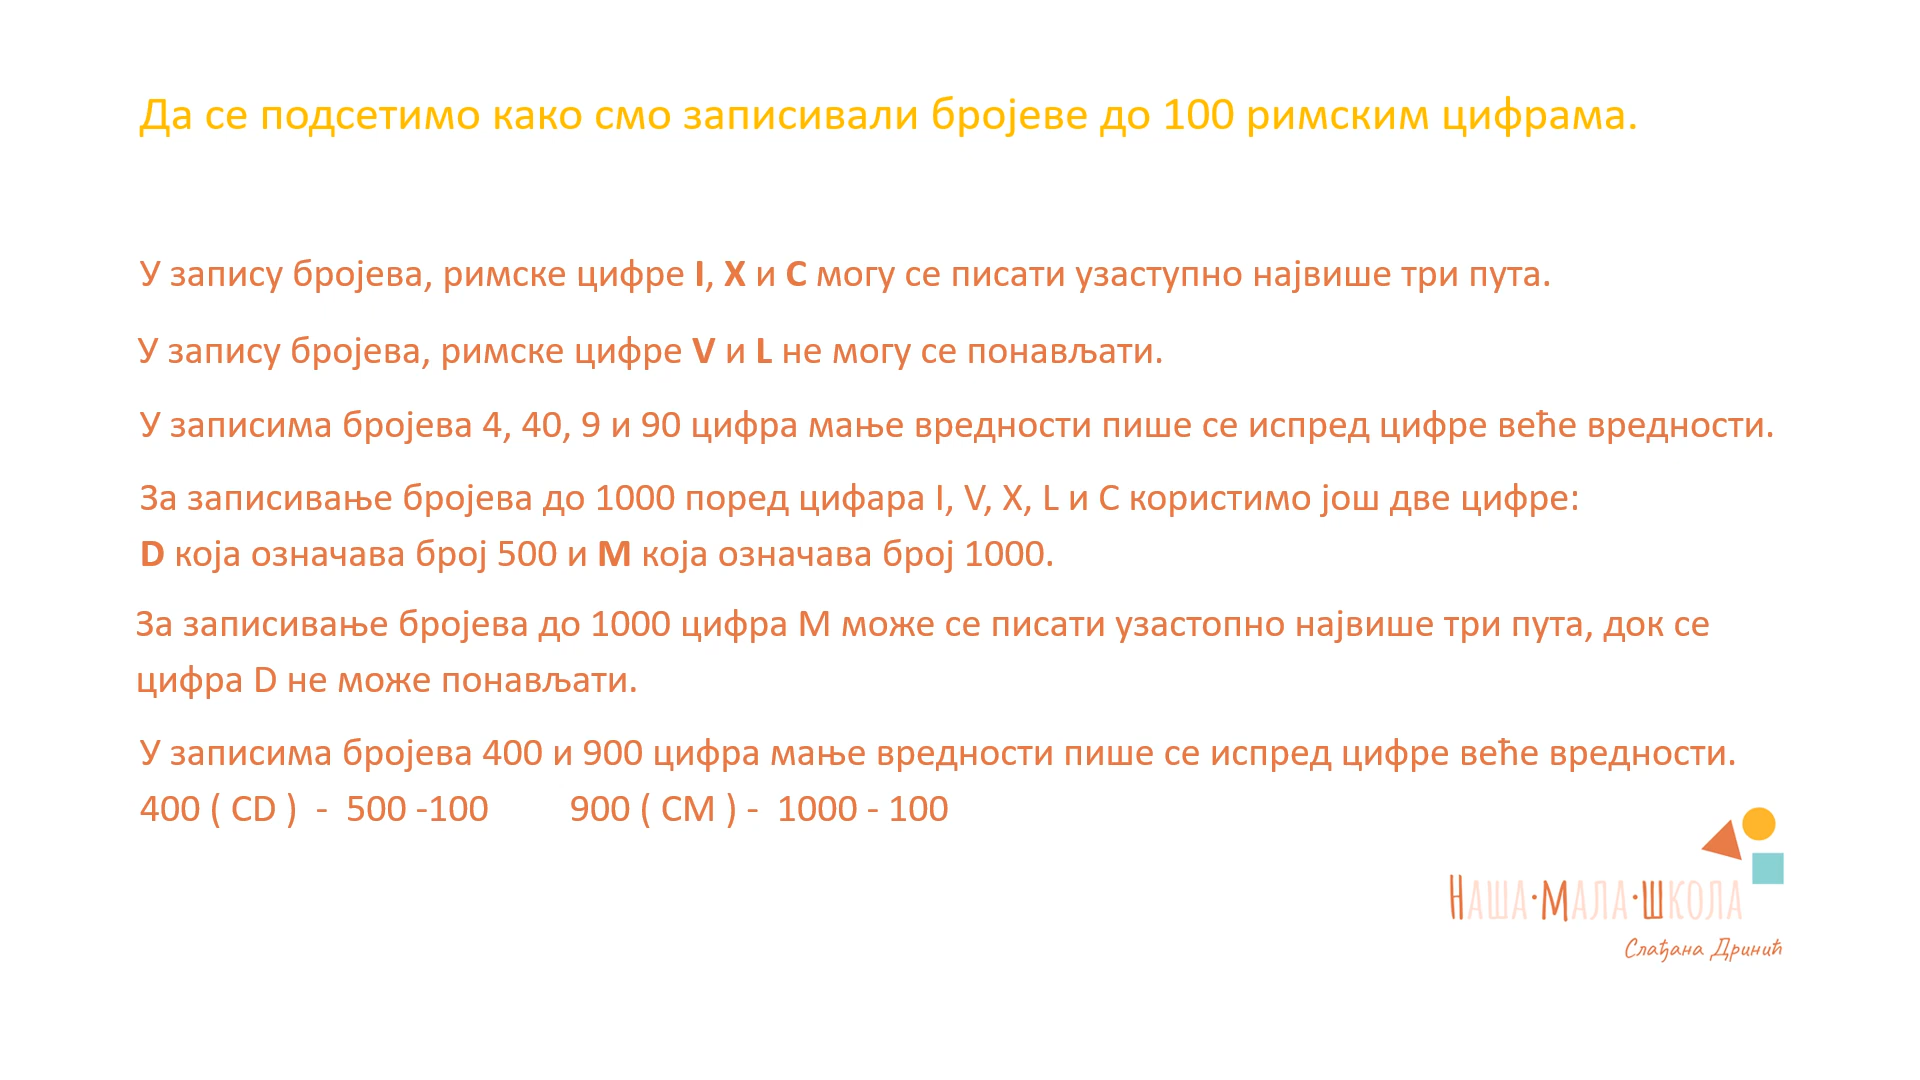 Да се подсетимо како смо записивали бројеве до 100 римским цифрама.
У запису бројева, римске цифре I, X и C могу се писати узаступно највише три пута.
У запису бројева, римске цифре V и L не могу се понављати.
У записима бројева 4, 40, 9 и 90 цифра мање вредности пише се испред цифре веће вредности.
За записивање бројева до 1000 поред цифара I, V, X, L и C користимо још две цифре:
D која означава број 500 и M која означава број 1000.
За записивање бројева до 1000 цифра M може се писати узастопно највише три пута, док се
цифра D не може понављати.
У записима бројева 400 и 900 цифра мање вредности пише се испред цифре веће вредности.
400 ( CD ) - 500 -100 900 ( CM ) - 1000 - 100
Наша·Мала·школа
Слађана Дринић